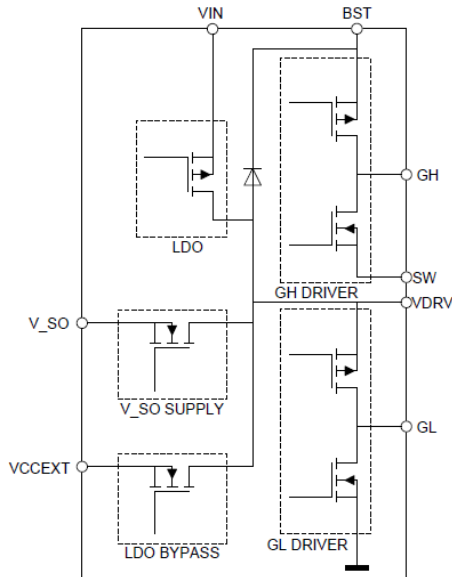 VIN
BST
LDO
GH
SW
GH DRIVER
VDRV
V_SO
V_SO SUPPLY
GL
VCCEXT
LDO BYPASS
GL DRIVER